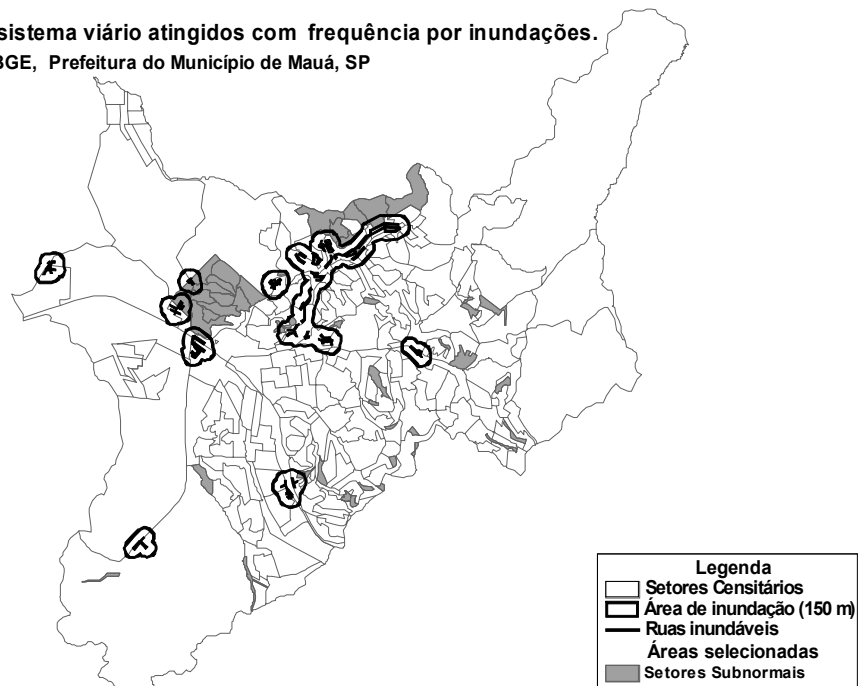 sistema viário atingidos com frequência por inundações.
BGE, Prefeitura do Município de Mauá, SP
Legenda
Setores Censitários
Área de inundação (150 m)
Ruas inundáveis
Áreas selecionadas
Setores Subnormais